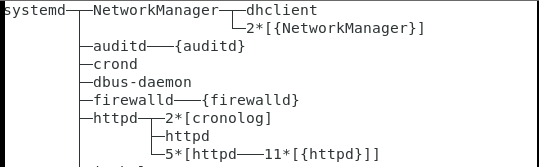 systemd─┬─NetworkManager─┬─dhclient
        │                └─2*[{NetworkManager}]
        ├─auditd───{auditd}
        ├─crond
        ├─dbus-daemon
        ├─firewalld───{firewalld}
        ├─httpd─┬─2*[cronolog]
        │       ├─httpd
        │       └─5*[httpd───11*[{httpd}]]